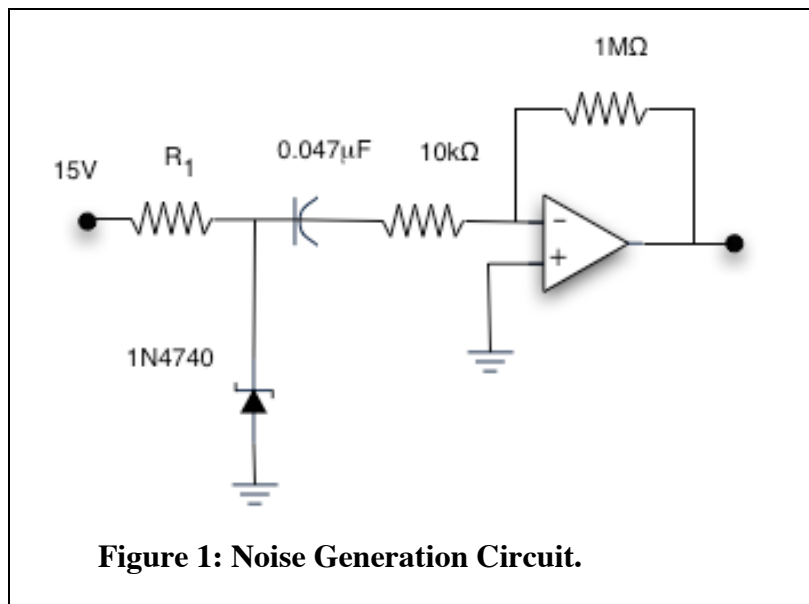 1MΩ
15V
R1
0.047μF
10kΩ
−
+
1N4740
Figure 1: Noise Generation Circuit.